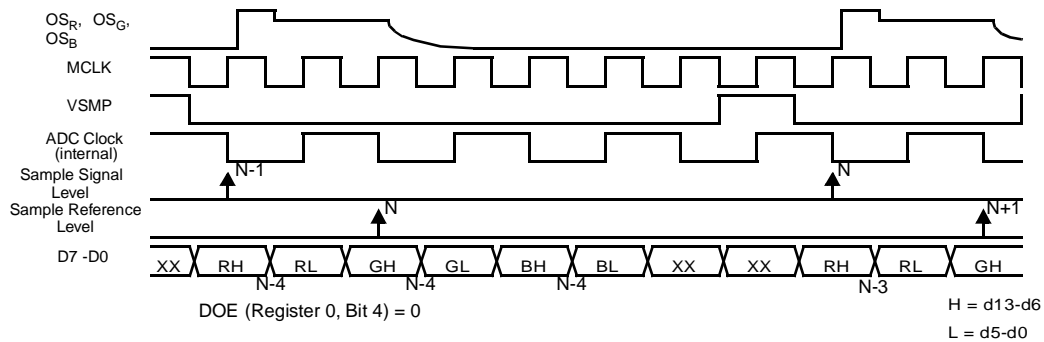 OSR, OSG,
OSB
MCLK
VSMP
ADC Clock
(internal)
N-1
N
Sample Signal
Level
N
N+1
Sample Reference
Level
D7 -D0
XX RH RL GH GL BH BL XX XX RH RL GH
N-4 N-4 N-4 N-3
DOE (Register 0, Bit 4) = 0
H = d13-d6
L = d5-d0